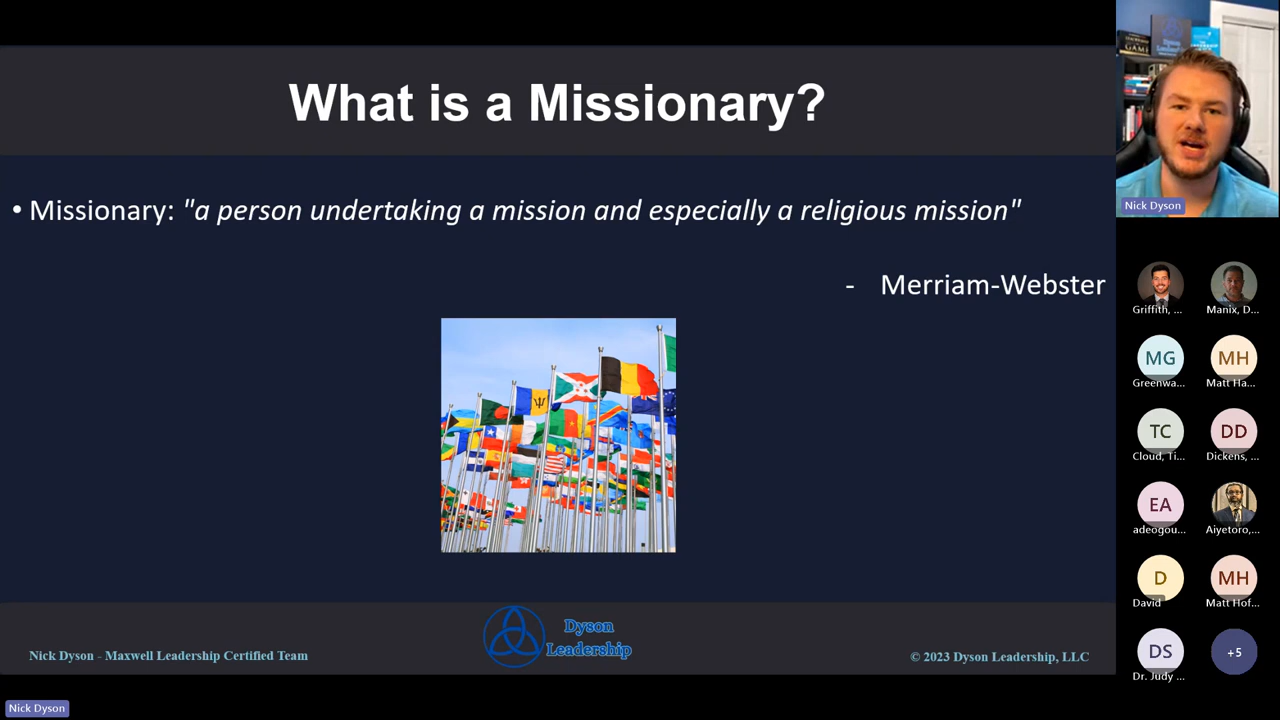 What is a Missionary?
• Missionary: "a person undertaking a mission and especially a religious mission"
- Merriam-Webster
Nick Dyson - Maxwell Leadership Certified Team
Dyson
Leadership
© 2023 Dyson Leadership, LLC
Nick Dyson
GAME
Nick Dyson
Griffith, ...
Manix, D...
MG
Greenwa...
MH
Matt Ha...
TC
Cloud, Ti...
DD
Dickens, ...
EA
adeogou...
Aiyetoro,...
D
David
MH
Matt Hof...
DS
Dr. Judy ...
+5